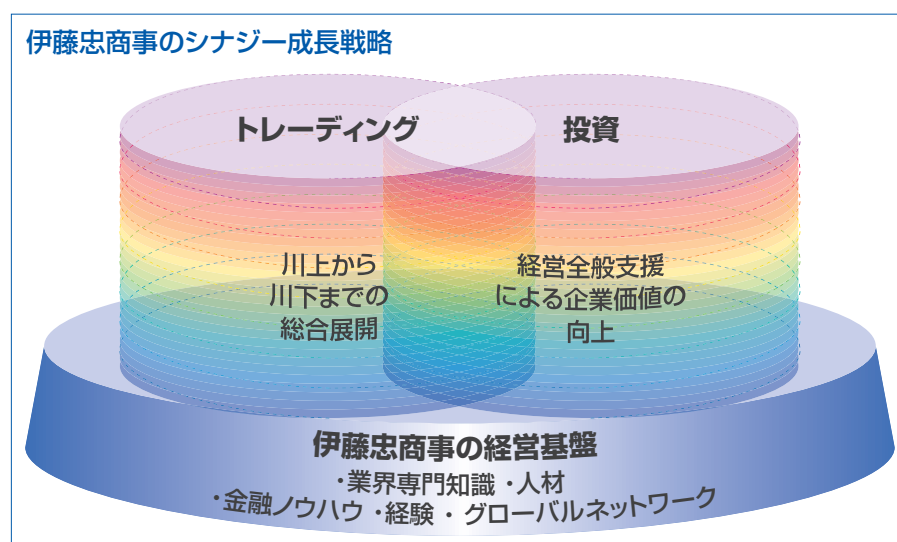 伊藤忠商事のシナジー成長戦略
トレーディング
投資
川上から
川下までの
総合展開
経営全般支援
による企業価値の
向上
伊藤忠商事の経営基盤
・業界専門知識 ・人材
・金融ノウハウ ・経験 ・ グローバルネットワーク